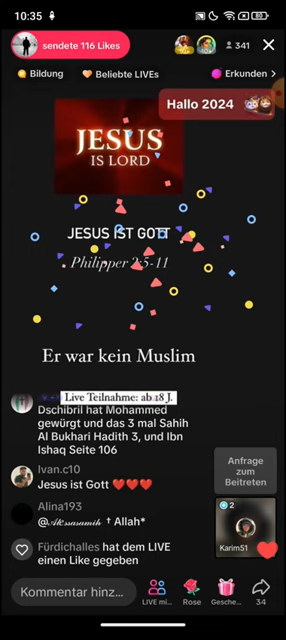 10:35
80
sendete 116 Likes
341
Bildung
Beliebte LIVEs
Erkunden
Hallo 2024
JESUS
IS LORD
JESUS IST GOTT
Philipper 2:5-11
Er war kein Muslim
Live Teilnahme: ab 18 J.
Dschibril hat Mohammed
gewürgt und das 3 mal Sahih
Al Bukhari Hadith 3, und Ibn
Ishaq Seite 106
Anfrage
zum
Beitreten
Ivan.c10
Jesus ist Gott ❤️❤️❤️
2
Alina193
@𝓐𝓴𝓼𝓼𝓪𝓼𝓪𝓶𝓲𝓱 † Allah*
KarimS1
Fürdichalles hat dem LIVE
einen Like gegeben
Kommentar hinz...
LIVE mi...
Rose
Gesche...
34